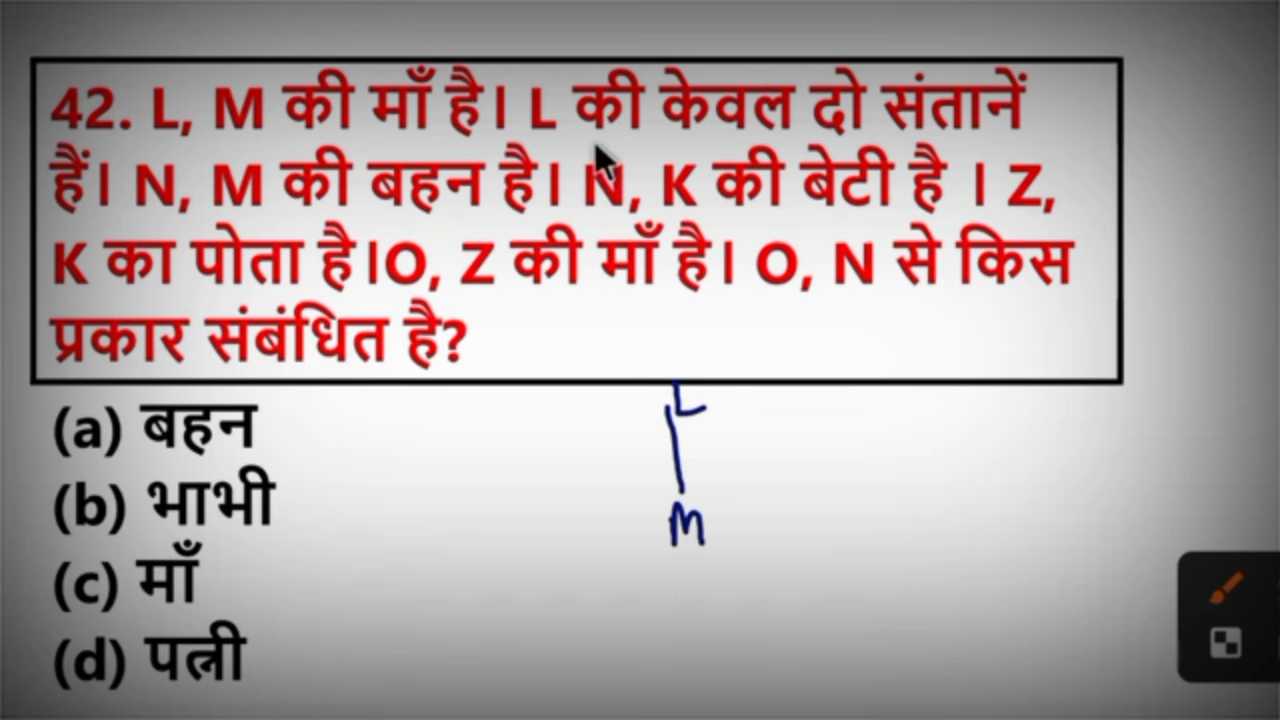 42. L, M की माँ है। L की केवल दो संतानें
हैं। N, M की बहन है। N, K की बेटी है । Z,
K का पोता है।O, Z की माँ है। O, N से किस
प्रकार संबंधित है?
(a) बहन
(b) भाभी
(c) माँ
(d) पत्नी
L
M